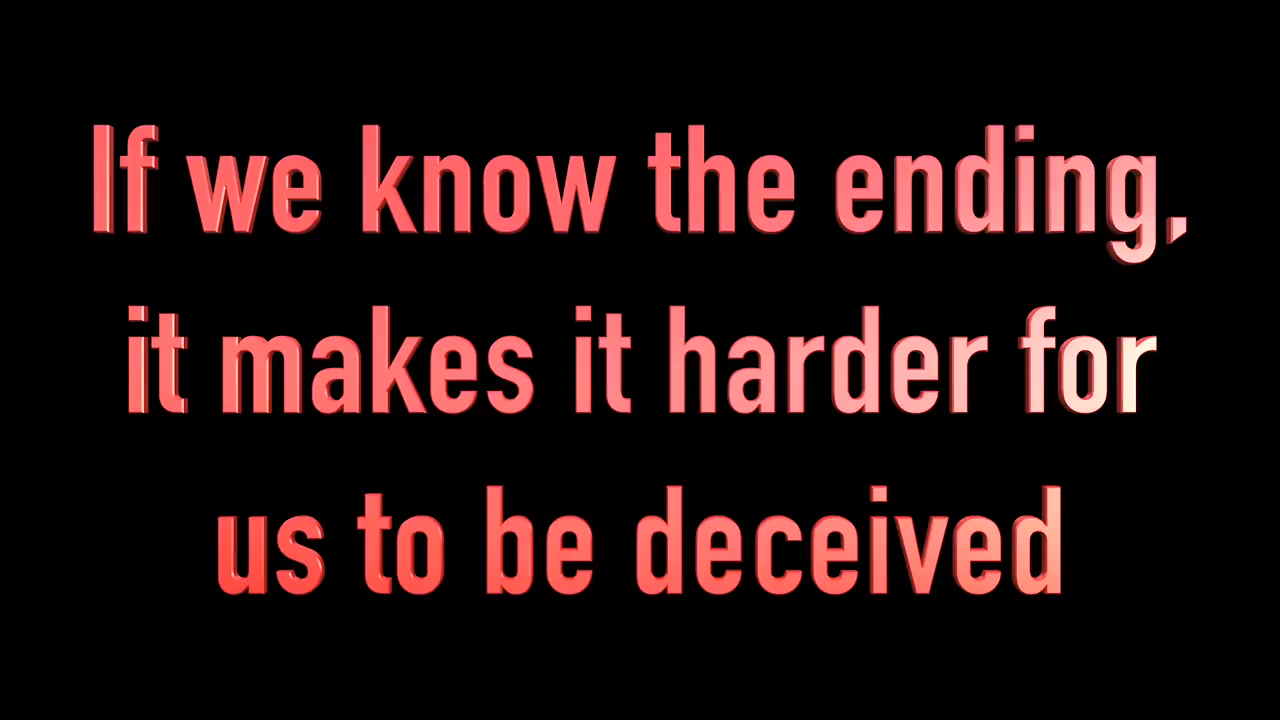 If we know the ending,
it makes it harder for
us to be deceived